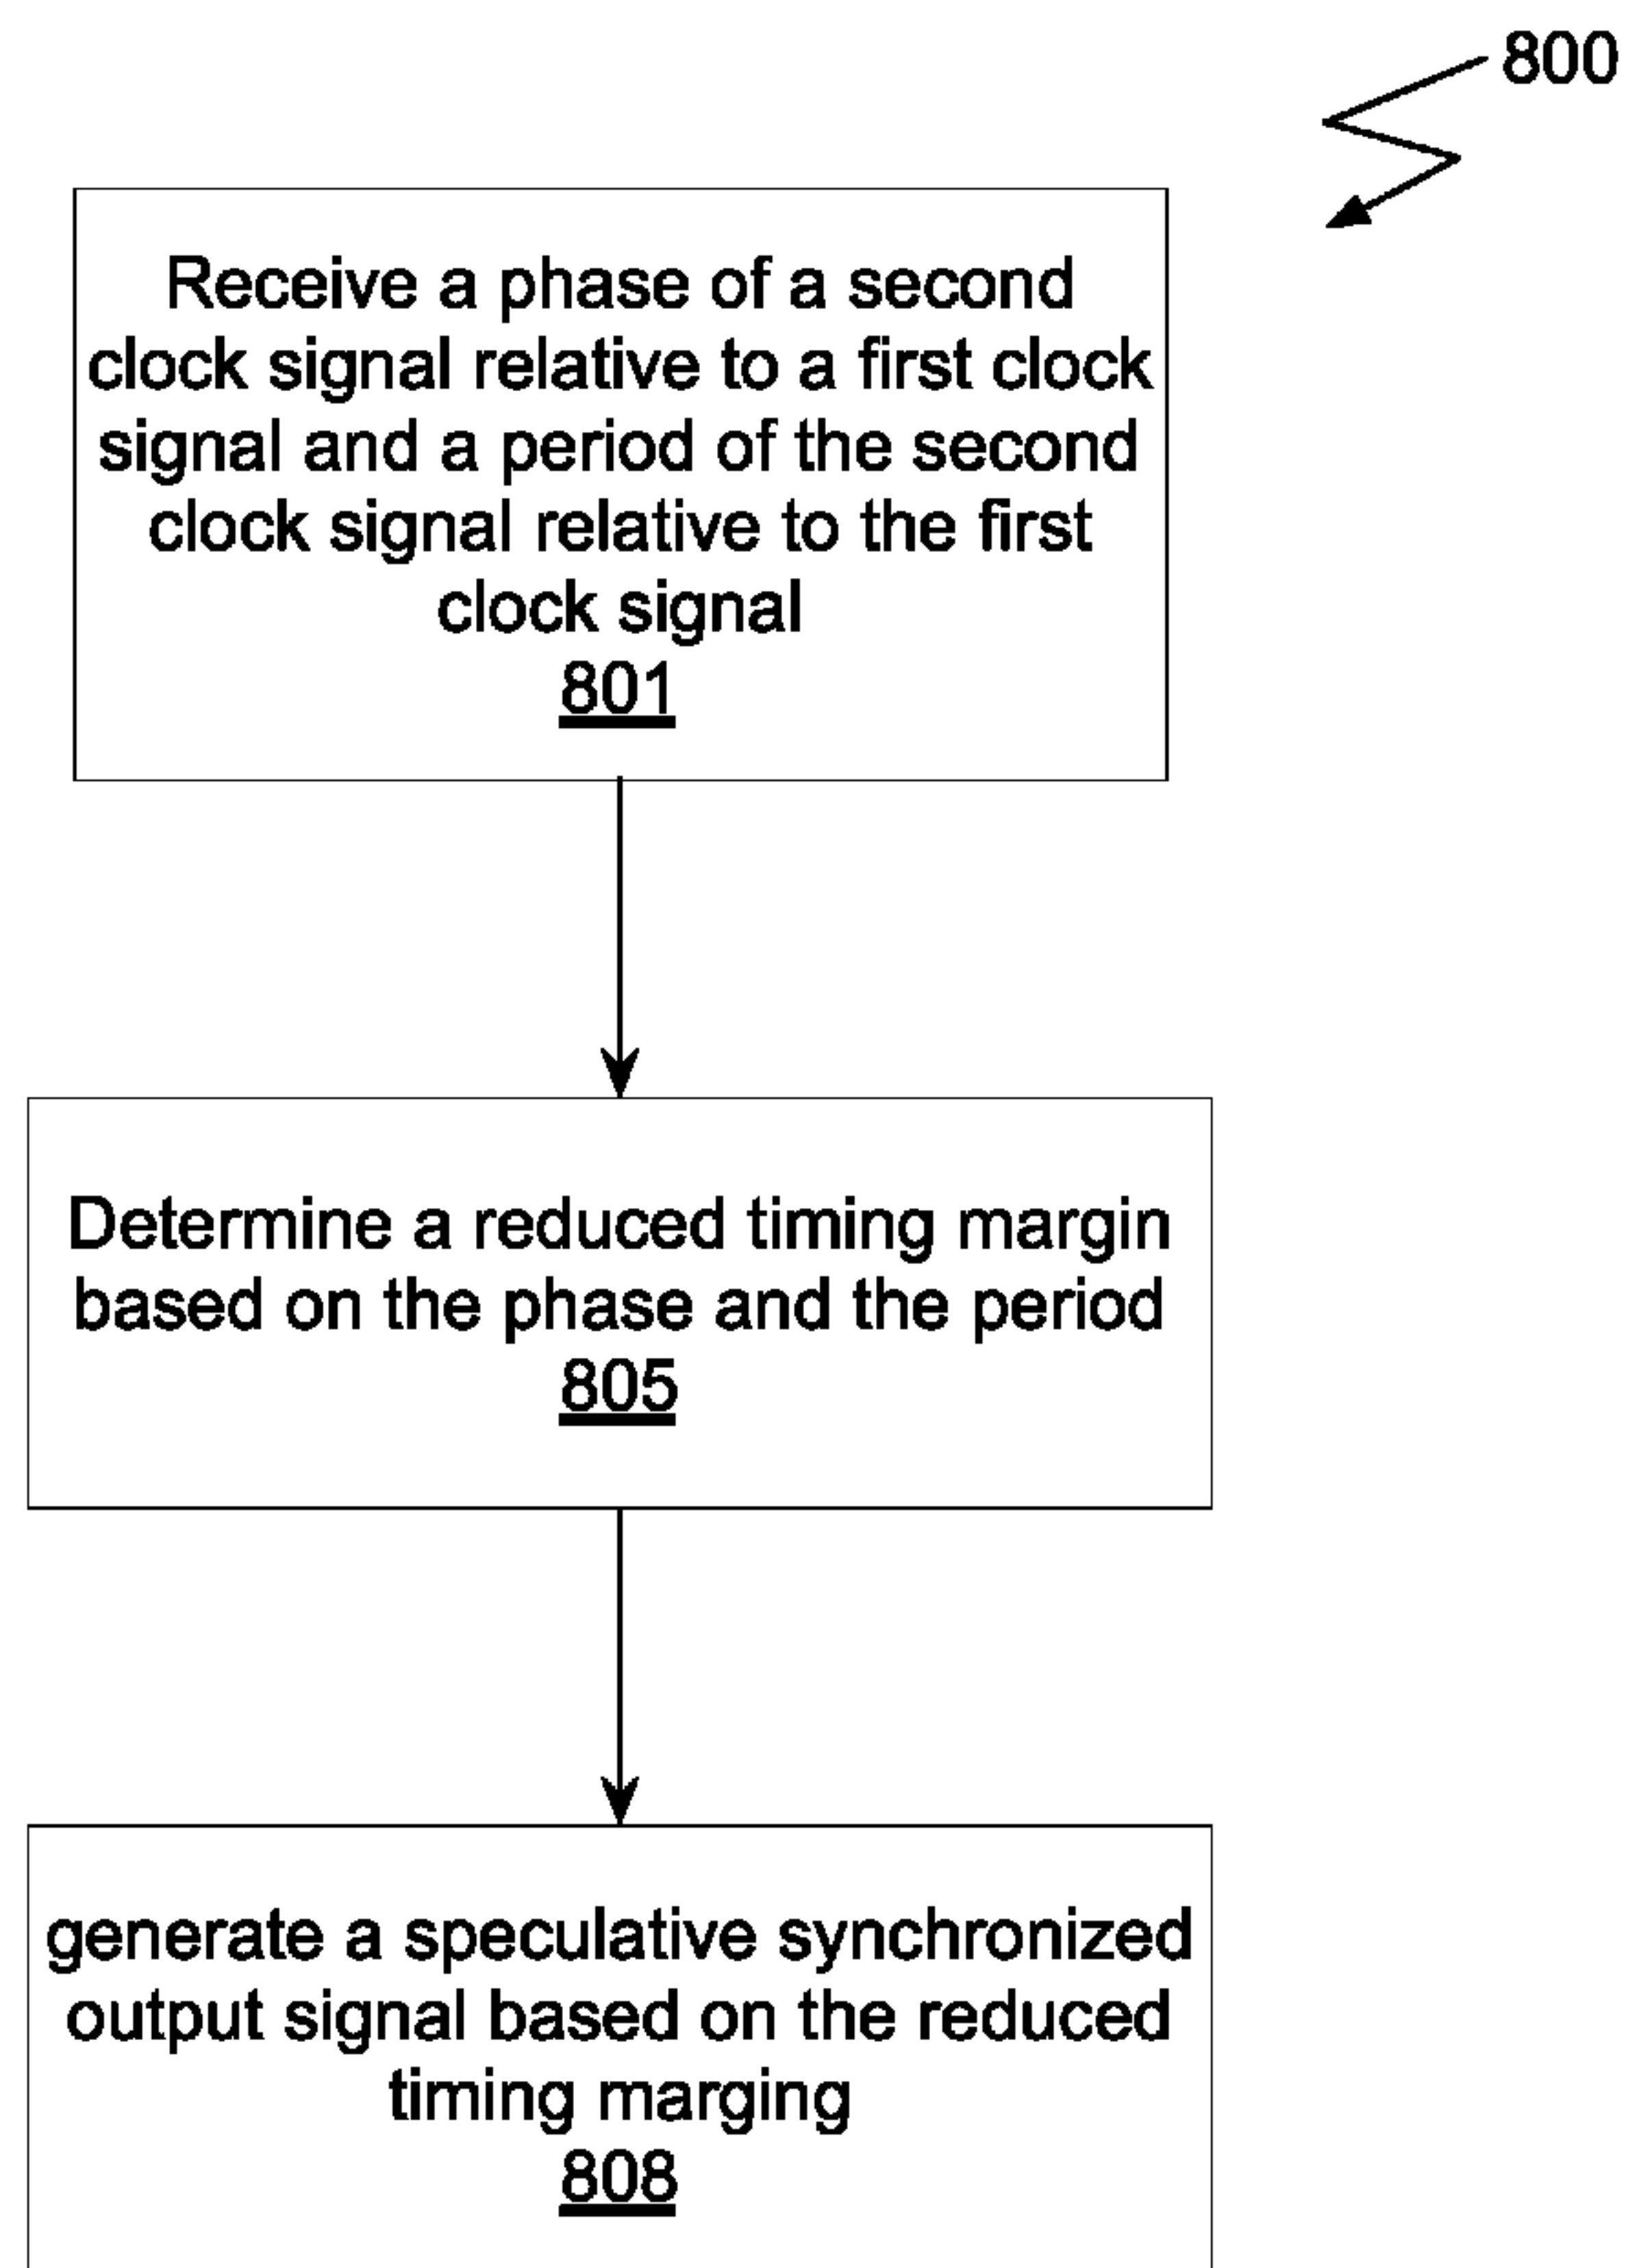 800
Receive a phase of a second
clock signal relative to a first clock
signal and a period of the second
clock signal relative to the first
clock signal
801
Determine a reduced timing margin
based on the phase and the period
805
generate a speculative synchronized
output signal based on the reduced
timing marging
808